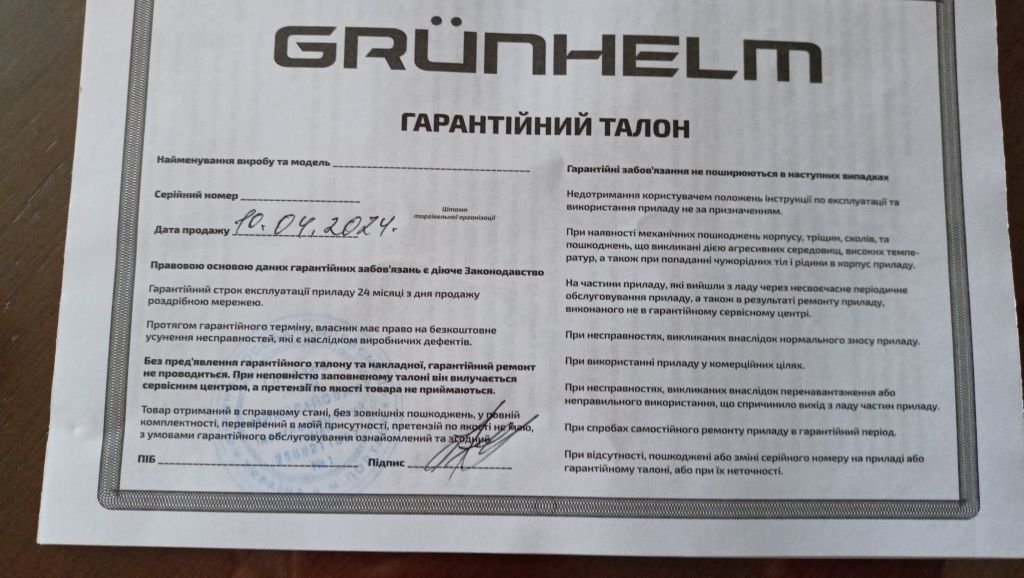 GRÜNHELM
ГАРАНТІЙНИЙ ТАЛОН
Найменування виробу та модель
Серійний номер
Штамп
торгівельної організації
Дата продажу 10.04.2024.
Правовою основою даних гарантійних забов'язань є діюче Законодавство
Гарантійний строк експлуатації приладу 24 місяці з дня продажу
роздрібною мережею.
Протягом гарантійного терміну, власник має право на безкоштовне
усунення несправностей, які є наслідком виробничих дефектів.
Без пред'явлення гарантійного талону та накладної, гарантійний ремонт
не проводиться. При неповністю заповненому талоні він вилучається
сервісним центром, а претензії по якості товара не приймаються.
Товар отриманий в справному стані, без зовнішніх пошкоджень, у повній
комплектності, перевірений в моїй присутності, претензій по якості не маю,
з умовами гарантійного обслуговування ознайомлений та згодний.
ПІБ Підпис
Гарантійні забов'язання не поширюються в наступних випадках
Недотримання користувачем положень інструкції по експлуатації та
використання приладу не за призначенням.
При наявності механічних пошкоджень корпусу, тріщин, сколів, та
пошкоджень, що викликані дією агресивних середовищ, високих темпе-
ратур, а також при попаданні чужорідних тіл і рідини в корпус приладу.
На частини приладу, які вийшли з ладу через несвоєчасне періодичне
обслуговування приладу, а також в результаті ремонту приладу,
виконаного не в гарантійному сервісному центрі.
При несправностях, викликаних внаслідок нормального зносу приладу.
При використанні приладу у комерційних цілях.
При несправностях, викликаних внаслідок перенавантаження або
неправильного використання, що спричинило вихід з ладу частин приладу.
При спробах самостійного ремонту приладу в гарантійний період.
При відсутності, пошкоджені або зміні серійного номеру на приладі або
гарантійному талоні, або при їх неточності.